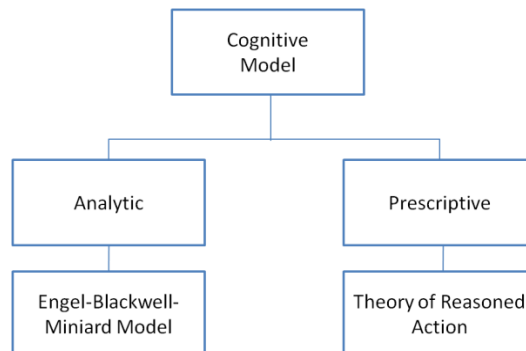 Cognitive
Model
Analytic
Prescriptive
Engel-Blackwell-
Miniard Model
Theory of Reasoned
Action